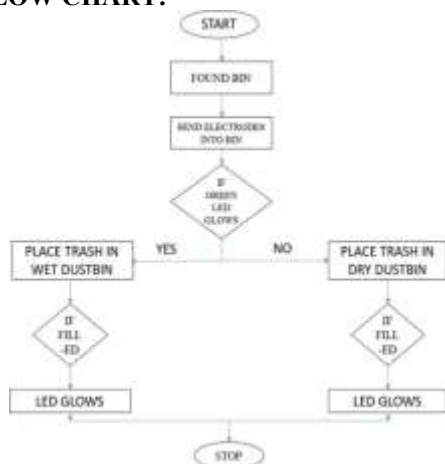 LOW CHART:
START
FOUND BIN
SEND ELECTRODES
INTO BIN
IF
GREEN
LED
GLOWS
YES
NO
PLACE TRASH IN
WET DUSTBIN
PLACE TRASH IN
DRY DUSTBIN
IF
FILL
-ED
IF
FILL
-ED
LED GLOWS
LED GLOWS
STOP